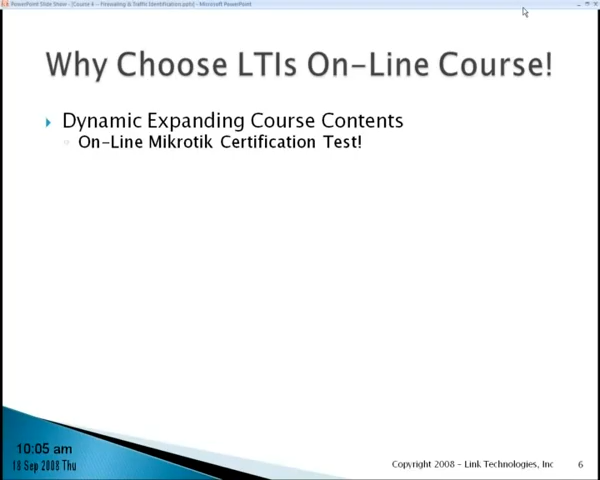 PowerPoint Slide Show - [Course 4 - Firewalling & Traffic Identification.pptx] - Microsoft PowerPoint
Why Choose LTIs On-Line Course!
Dynamic Expanding Course Contents
On-Line Mikrotik Certification Test!
10:05 am
18 Sep 2008 Thu
Copyright 2008 - Link Technologies, Inc
6